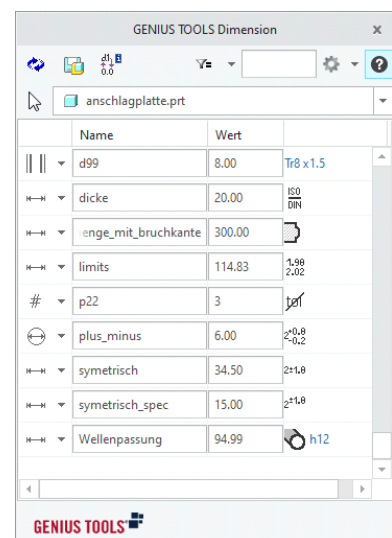 GENIUS TOOLS Dimension x
anschlagplatte.prt
Name Wert
d99 8.00 Tr8 x1.5
dicke 20.00 ISO DIN
enge_mit_bruchkante 300.00
limits 114.83 1.98 2.02
# p22 3 tol
plus_minus 6.00 2+0.0 -0.2
symetrisch 34.50 2±1.0
symetrisch_spec 15.00 2±1.0
Wellenpassung 94.99 h12
GENIUS TOOLS